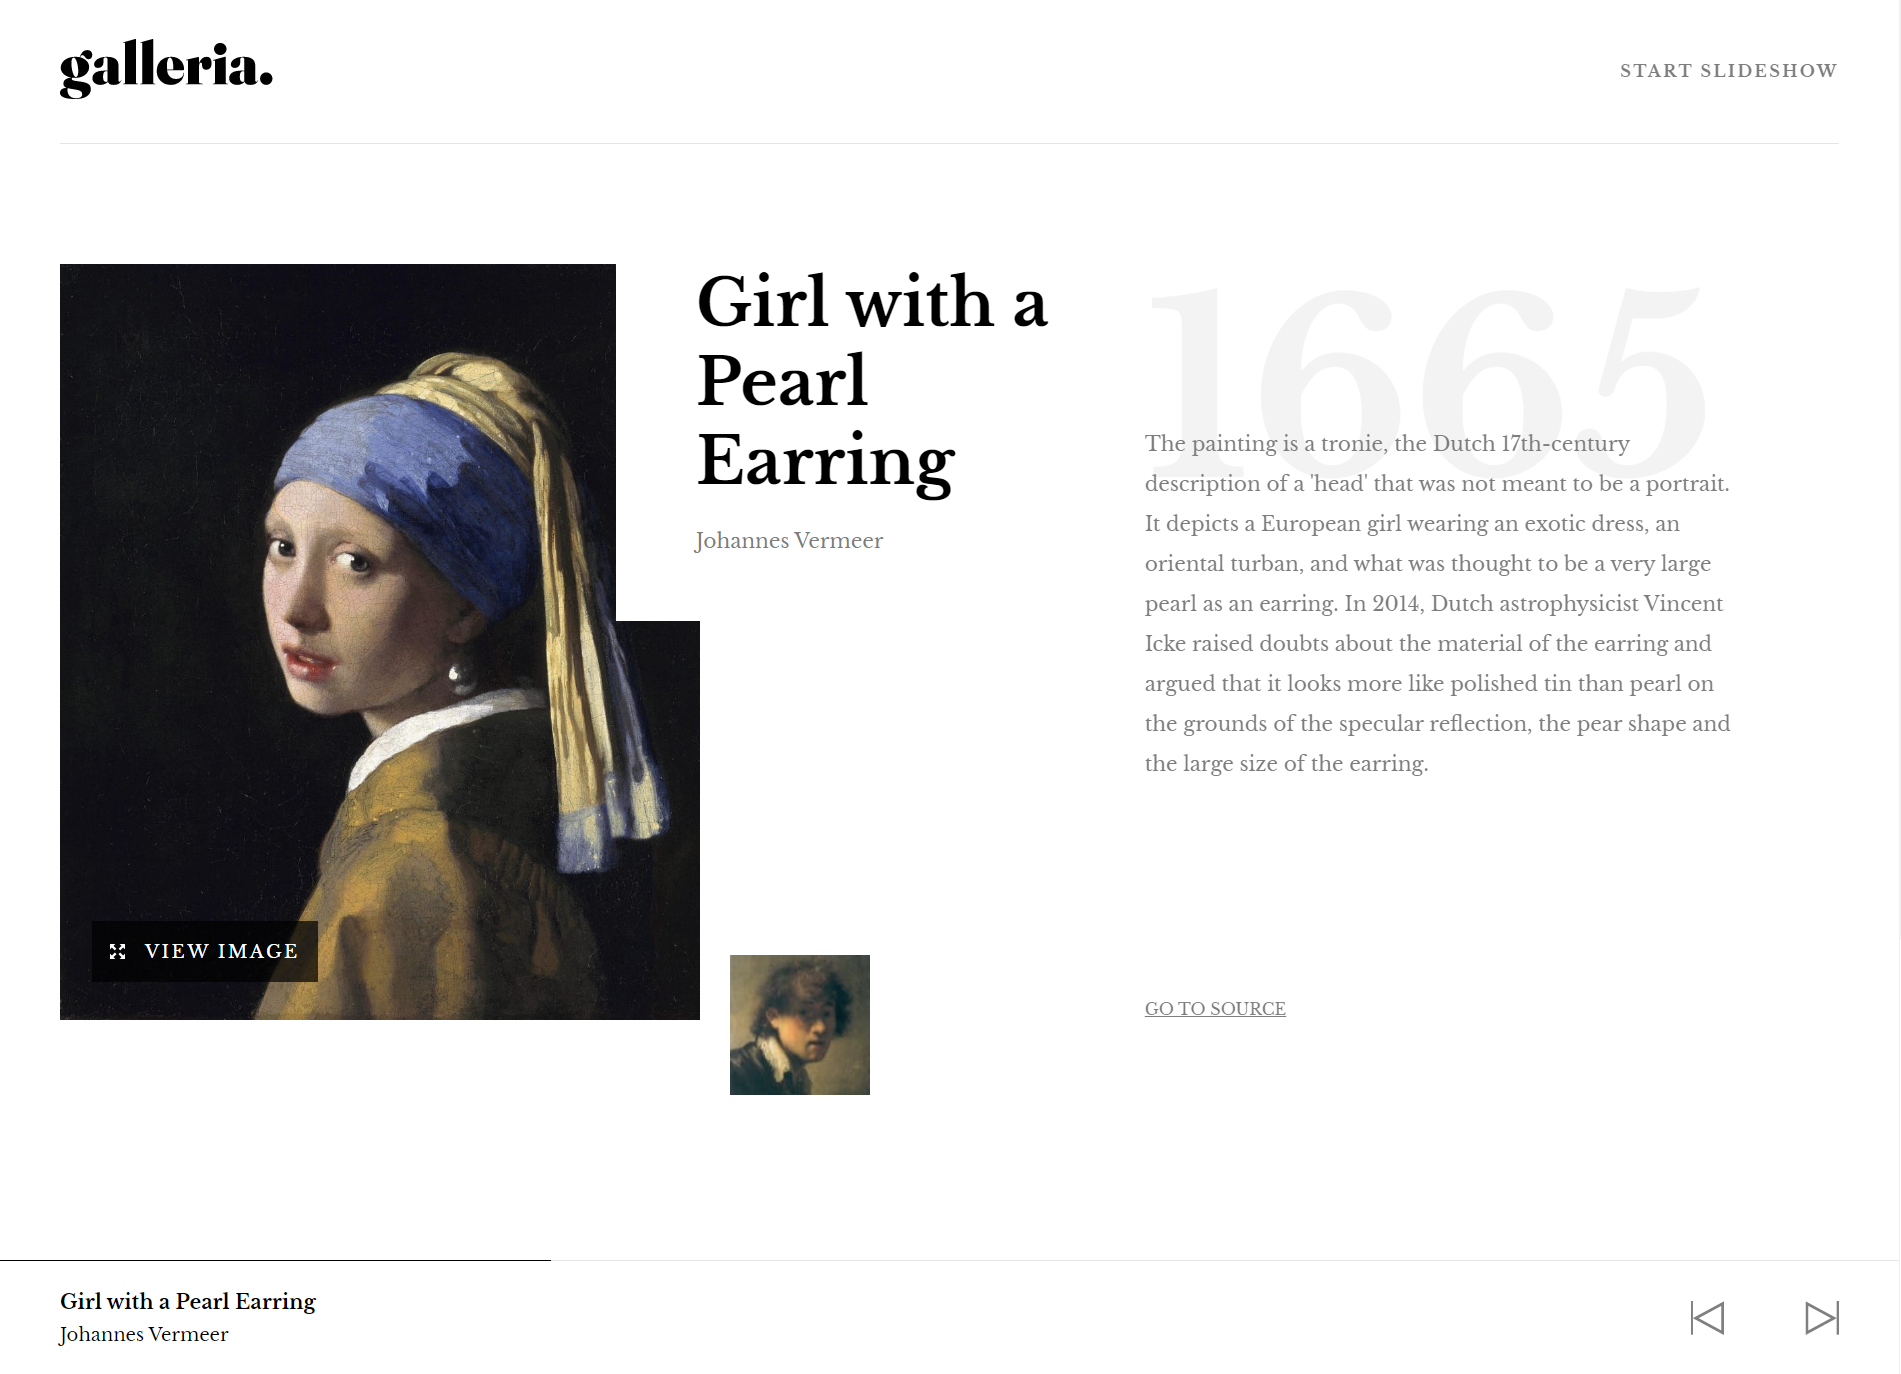 galleria.
START SLIDESHOW
Girl with a
Pearl
Earring
Johannes Vermeer
1665
The painting is a tronie, the Dutch 17th-century
description of a 'head' that was not meant to be a portrait.
It depicts a European girl wearing an exotic dress, an
oriental turban, and what was thought to be a very large
pearl as an earring. In 2014, Dutch astrophysicist Vincent
Icke raised doubts about the material of the earring and
argued that it looks more like polished tin than pearl on
the grounds of the specular reflection, the pear shape and
the large size of the earring.
VIEW IMAGE
GO TO SOURCE
Girl with a Pearl Earring
Johannes Vermeer